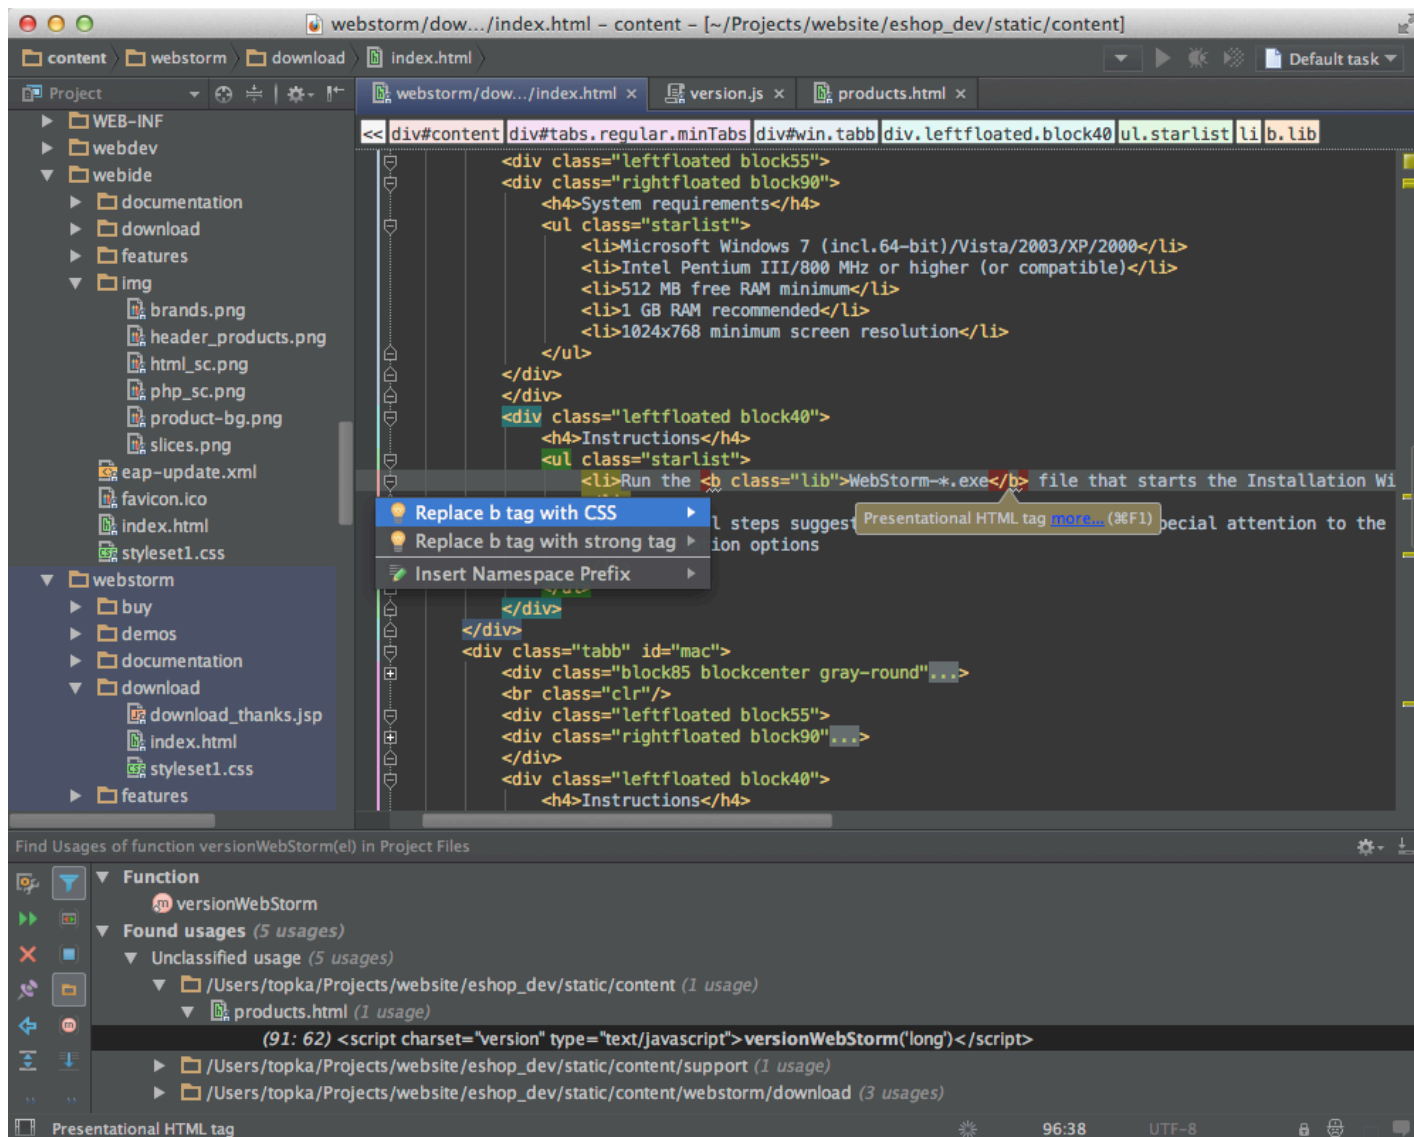 webstorm/dow.../index.html – content – [~/Projects/website/eshop_dev/static/content]
content webstorm download index.html Default task
Project webstorm/dow.../index.html × version.js × products.html ×
<< div#content div#tabs.regular.minTabs div#win.tabb div.leftfloated.block40 ul.starlist li b.lib
WEB-INF
webdev
webide
documentation
download
features
img
brands.png
header_products.png
html_sc.png
php_sc.png
product-bg.png
slices.png
eap-update.xml
favicon.ico
index.html
styleset1.css
webstorm
buy
demos
documentation
download
download_thanks.jsp
index.html
styleset1.css
features
<div class="leftfloated block55">
<div class="rightfloated block90">
<h4>System requirements</h4>
<ul class="starlist">
<li>Microsoft Windows 7 (incl.64-bit)/Vista/2003/XP/2000</li>
<li>Intel Pentium III/800 MHz or higher (or compatible)</li>
<li>512 MB free RAM minimum</li>
<li>1 GB RAM recommended</li>
<li>1024x768 minimum screen resolution</li>
</ul>
</div>
</div>
<div class="leftfloated block40">
<h4>Instructions</h4>
<ul class="starlist">
<li>Run the <b class="lib">WebStorm-*.exe</b> file that starts the Installation Wi
Replace b tag with CSS
l steps suggest
Presentational HTML tag more... (⌘F1)
pecial attention to the
Replace b tag with strong tag
ion options
Insert Namespace Prefix
</ul>
</div>
</div>
<div class="tabb" id="mac">
<div class="block85 blockcenter gray-round"...>
<br class="clr"/>
<div class="leftfloated block55">
<div class="rightfloated block90"...>
</div>
<div class="leftfloated block40">
<h4>Instructions</h4>
Find Usages of function versionWebStorm(el) in Project Files
Function
m versionWebStorm
Found usages (5 usages)
Unclassified usage (5 usages)
/Users/topka/Projects/website/eshop_dev/static/content (1 usage)
products.html (1 usage)
(91: 62) <script charset="version" type="text/javascript">versionWebStorm('long')</script>
/Users/topka/Projects/website/eshop_dev/static/content/support (1 usage)
/Users/topka/Projects/website/eshop_dev/static/content/webstorm/download (3 usages)
Presentational HTML tag 96:38 UTF-8